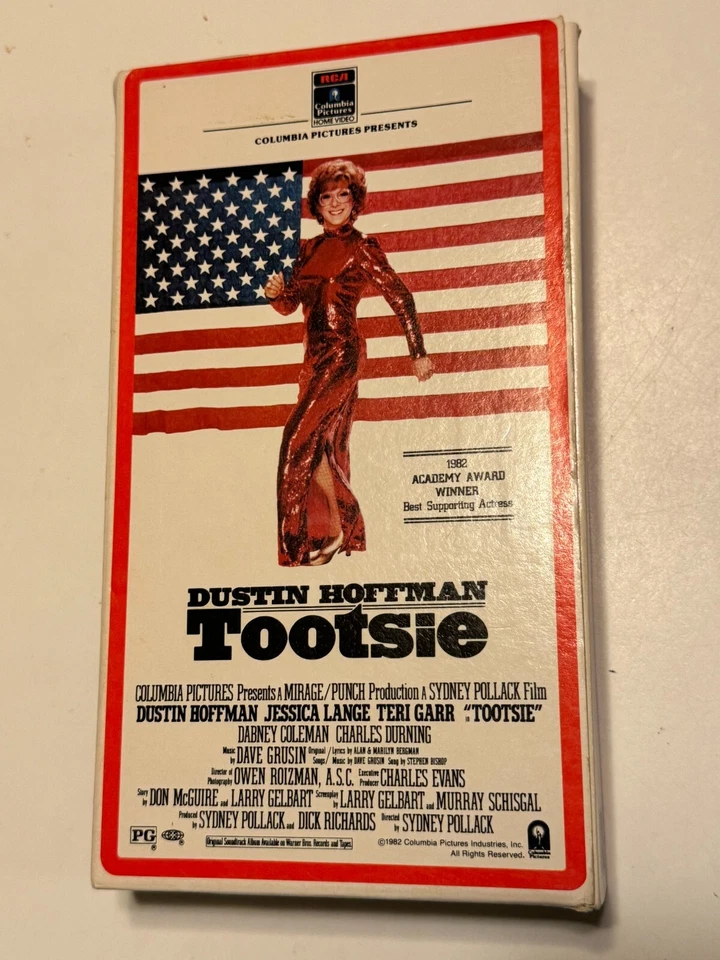 RCA
Columbia
Pictures
HOME VIDEO
COLUMBIA PICTURES PRESENTS
1982
ACADEMY AWARD
WINNER
Best Supporting Actress
DUSTIN HOFFMAN
Tootsie
COLUMBIA PICTURES Presents A MIRAGE/PUNCH Production A SYDNEY POLLACK Film
DUSTIN HOFFMAN JESSICA LANGE TERI GARR in "TOOTSIE"
DABNEY COLEMAN CHARLES DURNING
Music by DAVE GRUSIN Original Songs / Lyrics by ALAN & MARILYN BERGMAN / Music by DAVE GRUSIN Sung by STEPHEN BISHOP
Director of Photography OWEN ROIZMAN, A.S.C. Executive Producer CHARLES EVANS
Story by DON McGUIRE and LARRY GELBART Screenplay by LARRY GELBART and MURRAY SCHISGAL
Produced by SYDNEY POLLACK and DICK RICHARDS Directed by SYDNEY POLLACK
PG
Original Soundtrack Album Available on Warner Bros. Records and Tapes
©1982 Columbia Pictures Industries, Inc.
All Rights Reserved.
Columbia
Pictures